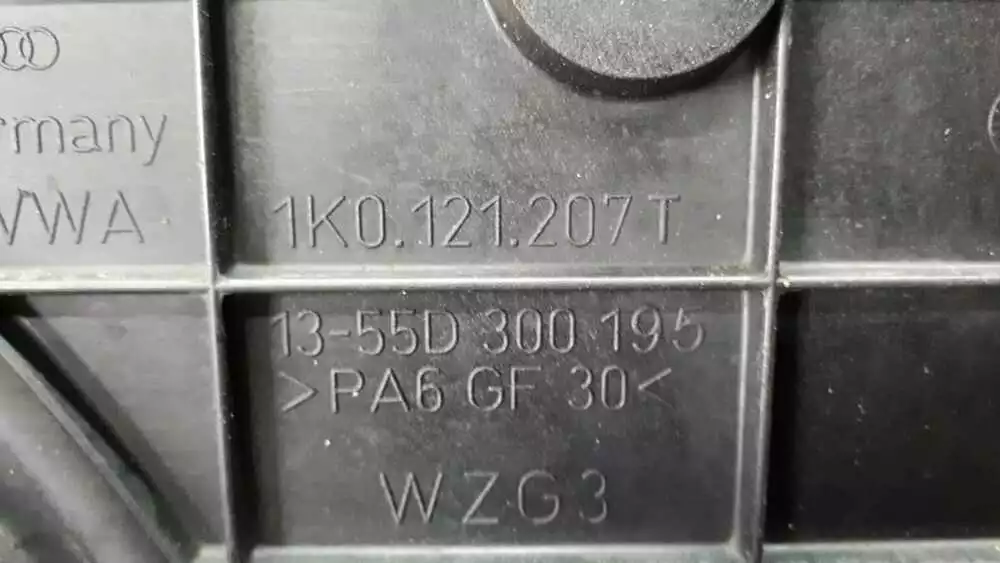 rmany
VWA
1K0.121.207 T
13-55D 300 195
>PA6 GF 30<
WZG3